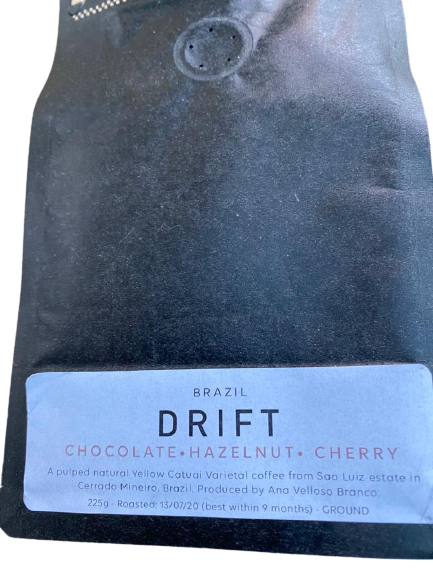 BRAZIL
DRIFT
CHOCOLATE • HAZELNUT • CHERRY
A pulped natural Yellow Catuai Varietal coffee from Sao Luiz estate in
Cerrado Mineiro, Brazil. Produced by Ana Velloso Branco.
225g - Roasted: 13/07/20 (best within 9 months) - GROUND